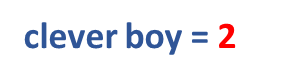 clever boy = 2